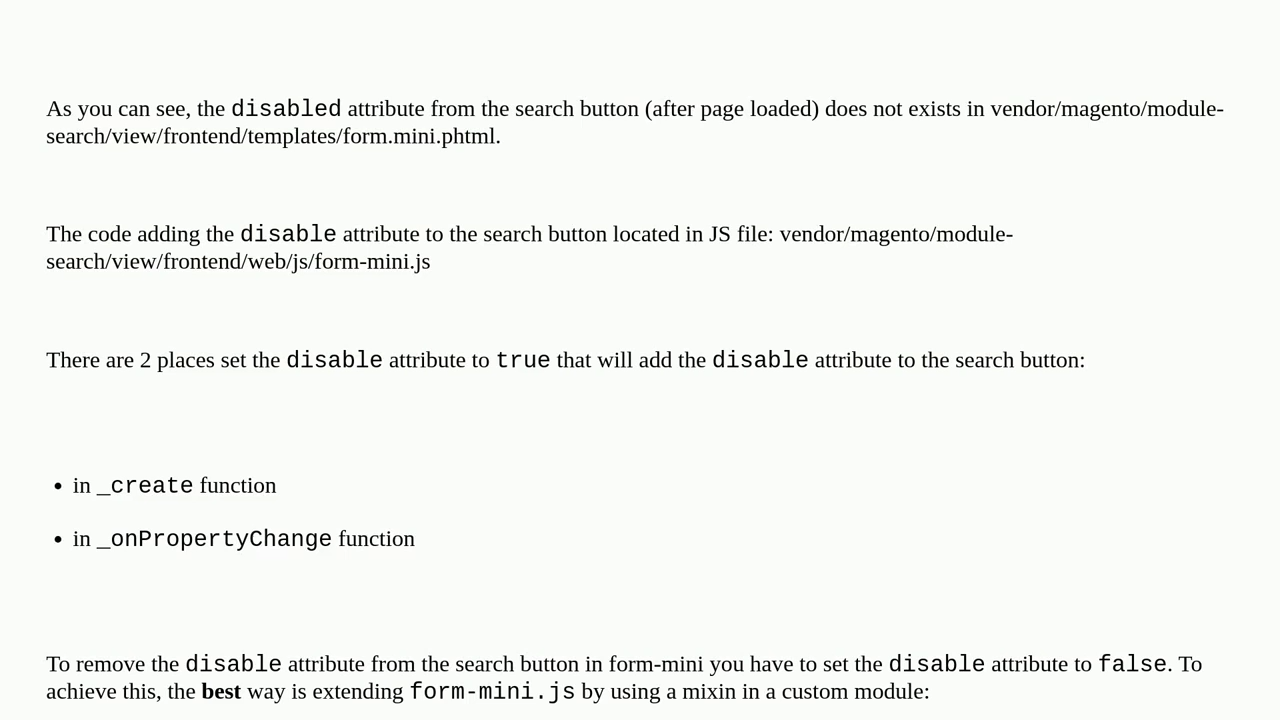 As you can see, the disabled attribute from the search button (after page loaded) does not exists in vendor/magento/module-
search/view/frontend/templates/form.mini.phtml.
The code adding the disable attribute to the search button located in JS file: vendor/magento/module-
search/view/frontend/web/js/form-mini.js
There are 2 places set the disable attribute to true that will add the disable attribute to the search button:
• in _create function
• in _onPropertyChange function
To remove the disable attribute from the search button in form-mini you have to set the disable attribute to false. To
achieve this, the best way is extending form-mini.js by using a mixin in a custom module: